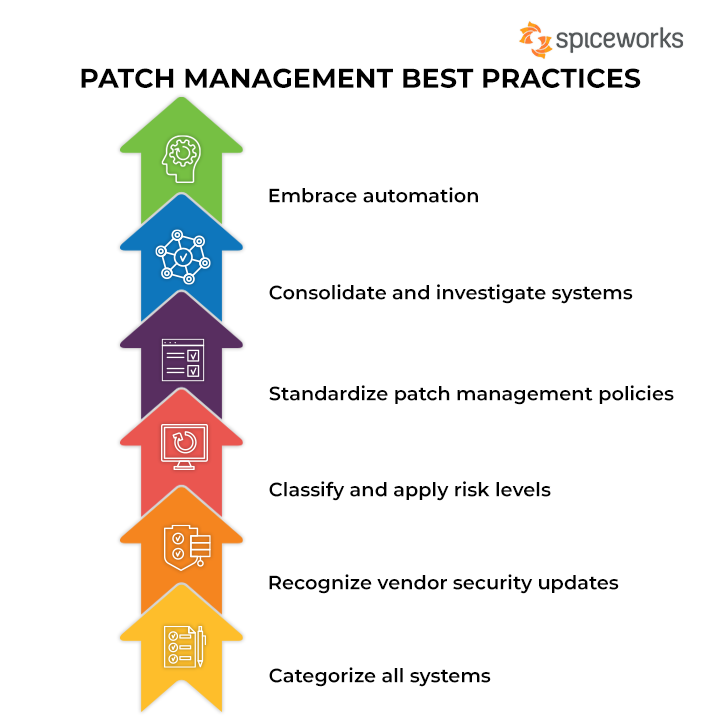 spiceworks
PATCH MANAGEMENT BEST PRACTICES
Embrace automation
Consolidate and investigate systems
Standardize patch management policies
Classify and apply risk levels
Recognize vendor security updates
Categorize all systems